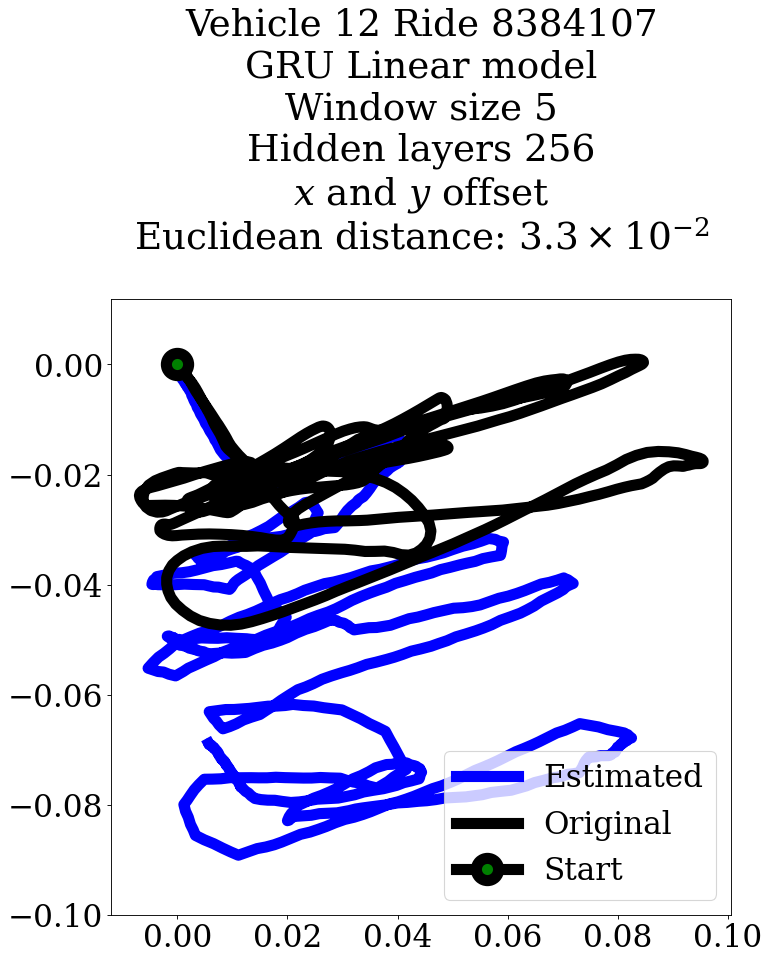 Vehicle 12 Ride 8384107
GRU Linear model
Window size 5
Hidden layers 256
x and y offset
Euclidean distance: 3.3 × 10⁻²
0.00
−0.02
−0.04
−0.06
−0.08
−0.10
0.00 0.02 0.04 0.06 0.08 0.10
Estimated
Original
Start